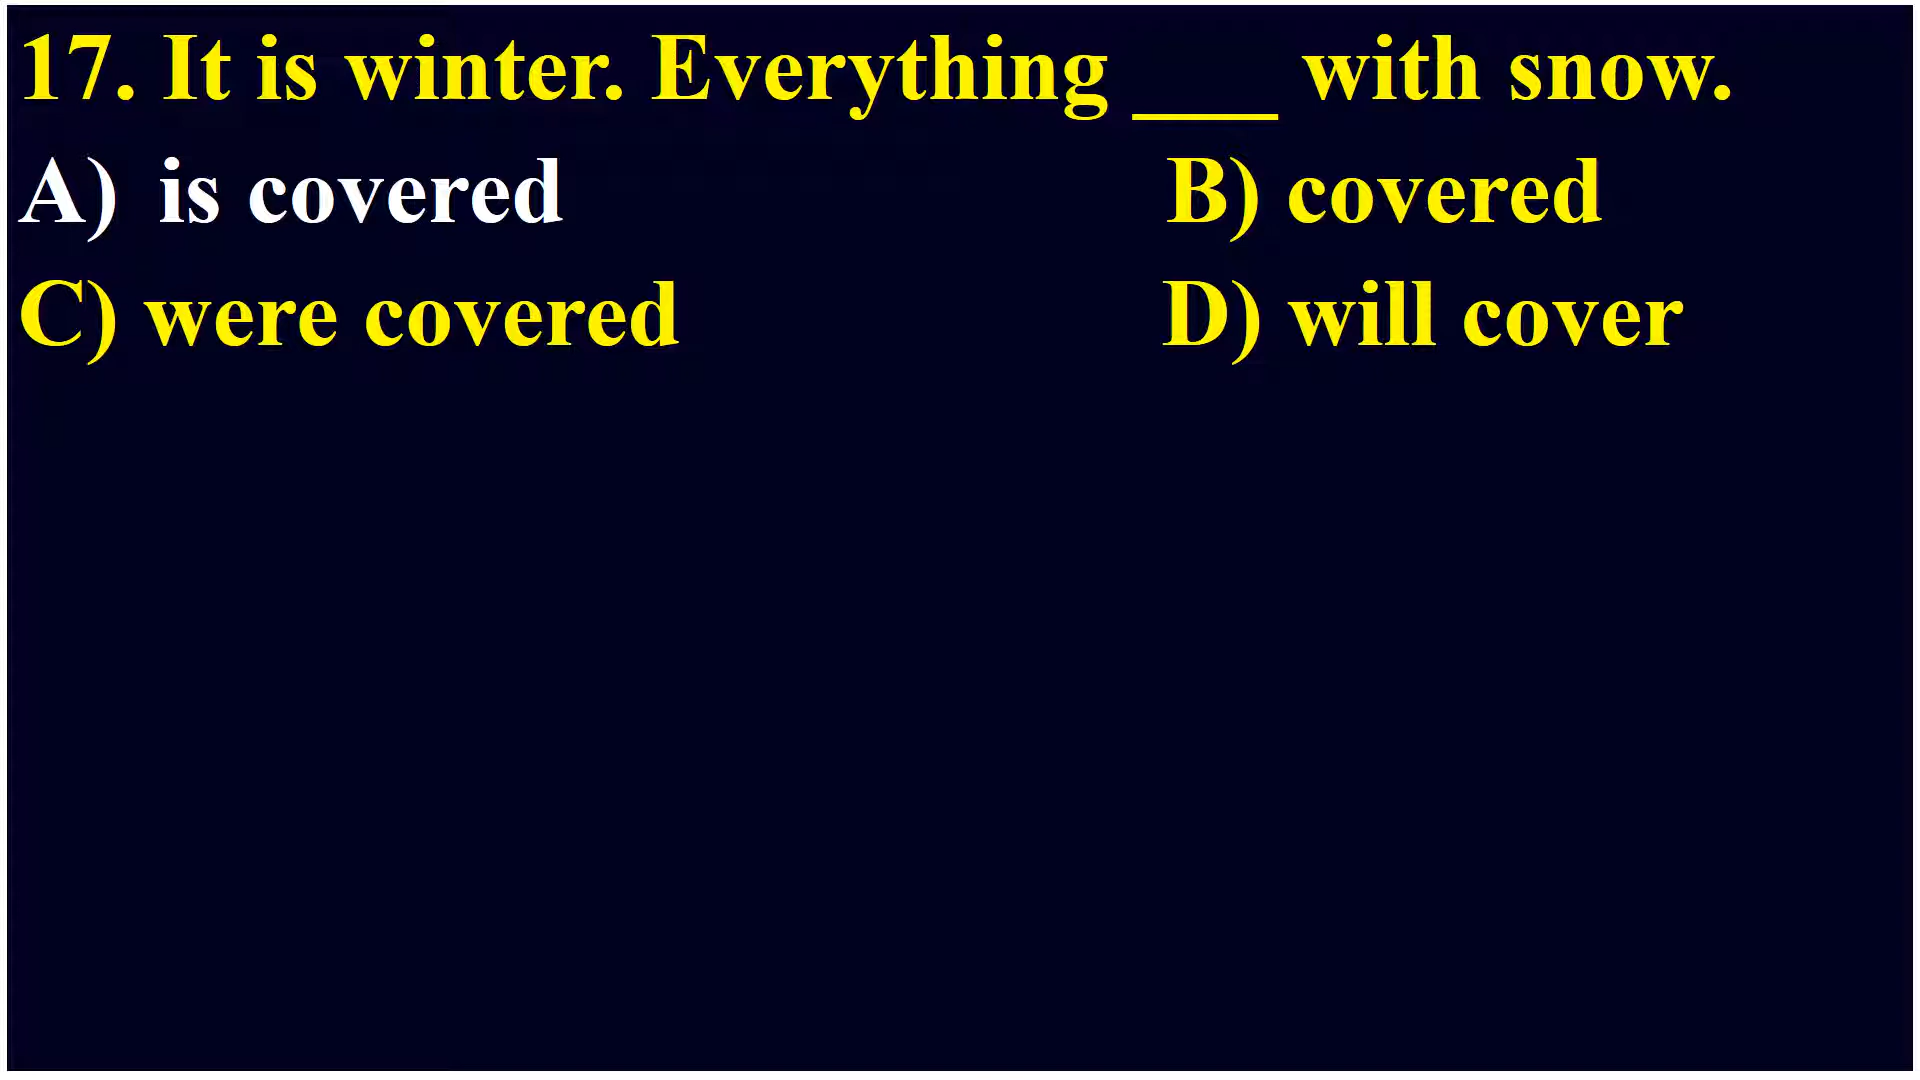 17. It is winter. Everything ___ with snow.
A) is covered B) covered
C) were covered D) will cover